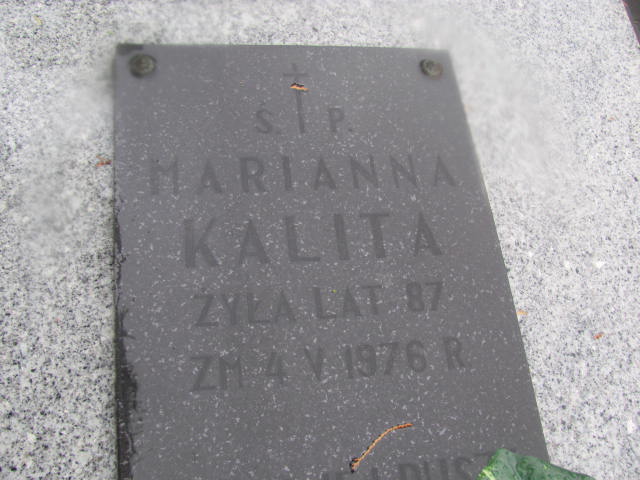 Ś. P.
MARIANNA
KALITA
ŻYŁA LAT 87
ZM 4 V 1976 R